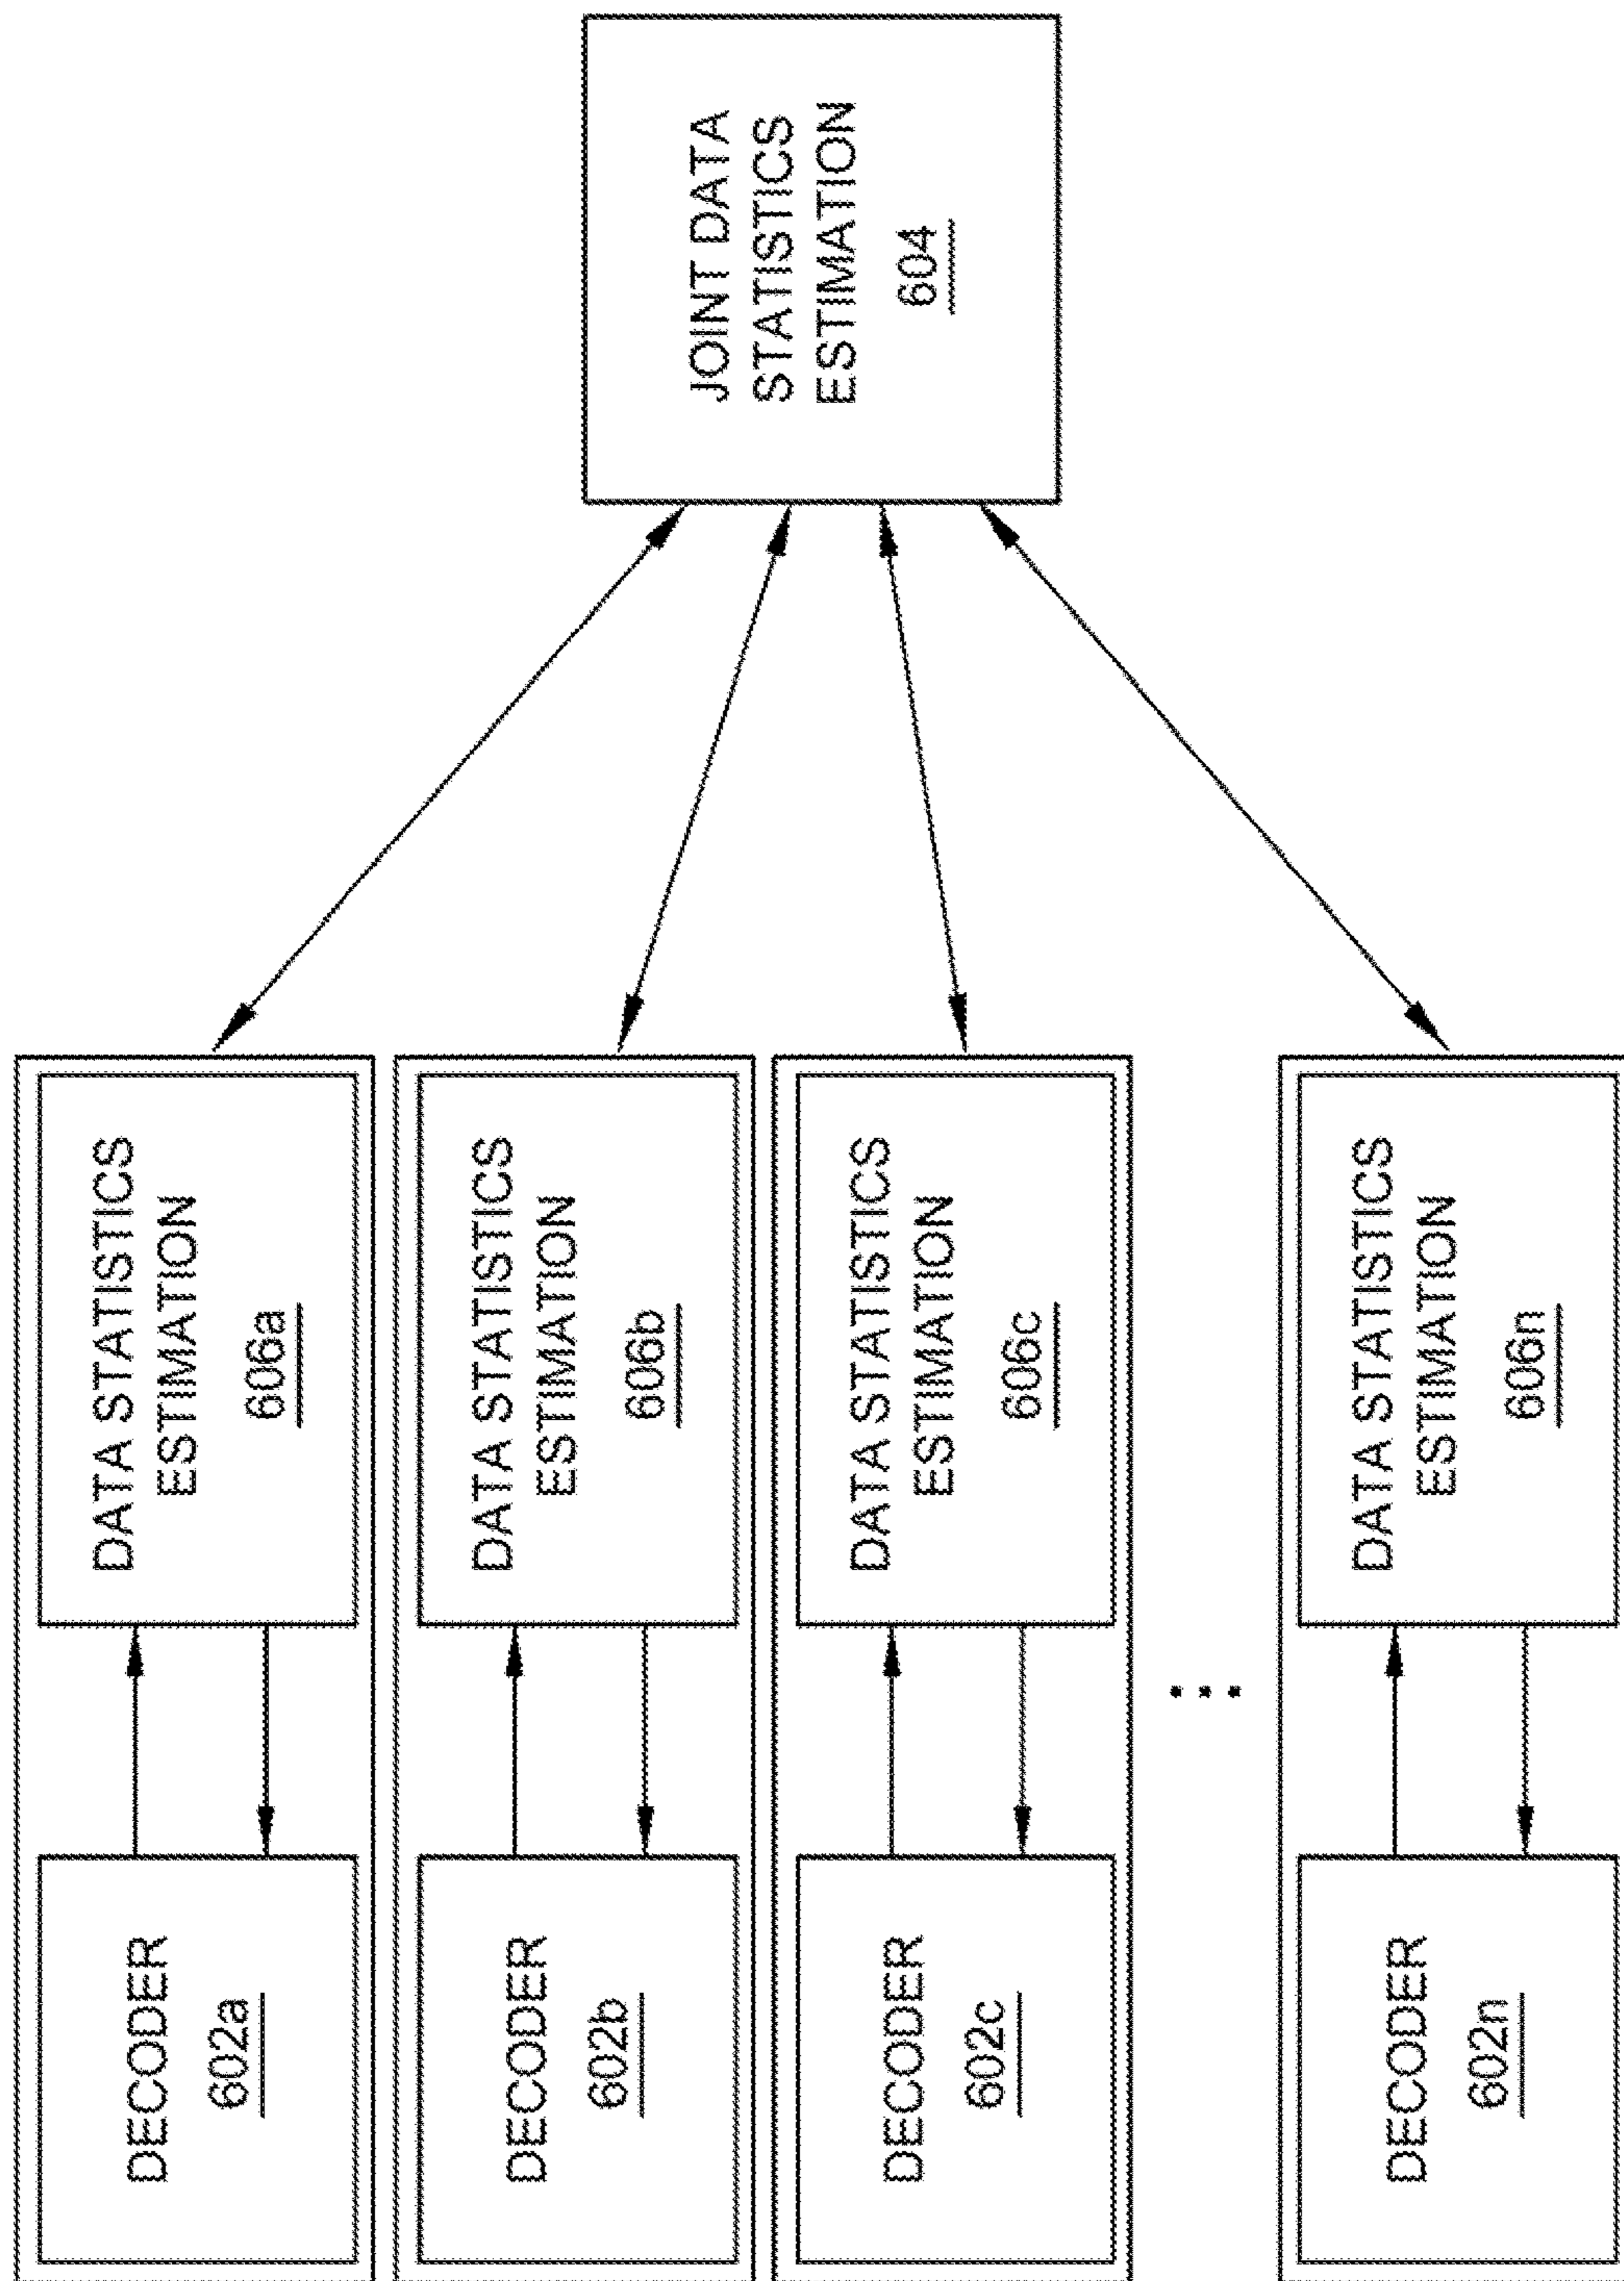 DECODER
602a
DATA STATISTICS
ESTIMATION
606a
DECODER
602b
DATA STATISTICS
ESTIMATION
606b
DECODER
602c
DATA STATISTICS
ESTIMATION
606c
...
DECODER
602n
DATA STATISTICS
ESTIMATION
606n
JOINT DATA
STATISTICS
ESTIMATION
604